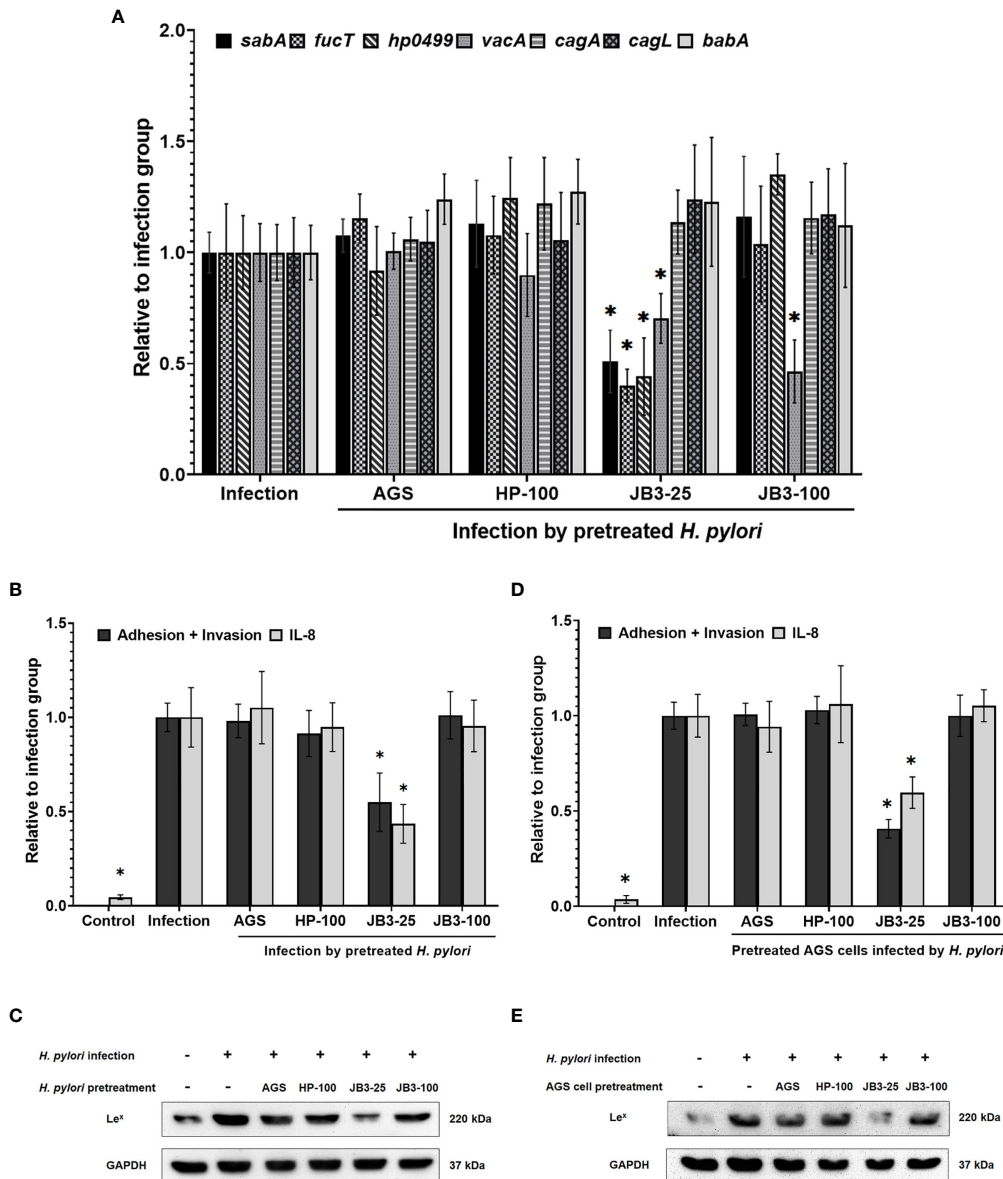 A
sabA fucT hp0499 vacA cagA cagL babA
Relative to infection group
2.0
1.5
1.0
0.5
0.0
* * * * *
Infection AGS HP-100 JB3-25 JB3-100
Infection by pretreated H. pylori
B
Adhesion + Invasion IL-8
Relative to infection group
1.5
1.0
0.5
0.0
* * *
Control Infection AGS HP-100 JB3-25 JB3-100
Infection by pretreated H. pylori
D
Adhesion + Invasion IL-8
Relative to infection group
1.5
1.0
0.5
0.0
* * *
Control Infection AGS HP-100 JB3-25 JB3-100
Pretreated AGS cells infected by H. pylori
C
H. pylori infection - + + + + +
H. pylori pretreatment - - AGS HP-100 JB3-25 JB3-100
Leˣ 220 kDa
GAPDH 37 kDa
E
H. pylori infection - + + + + +
AGS cell pretreatment - - AGS HP-100 JB3-25 JB3-100
Leˣ 220 kDa
GAPDH 37 kDa